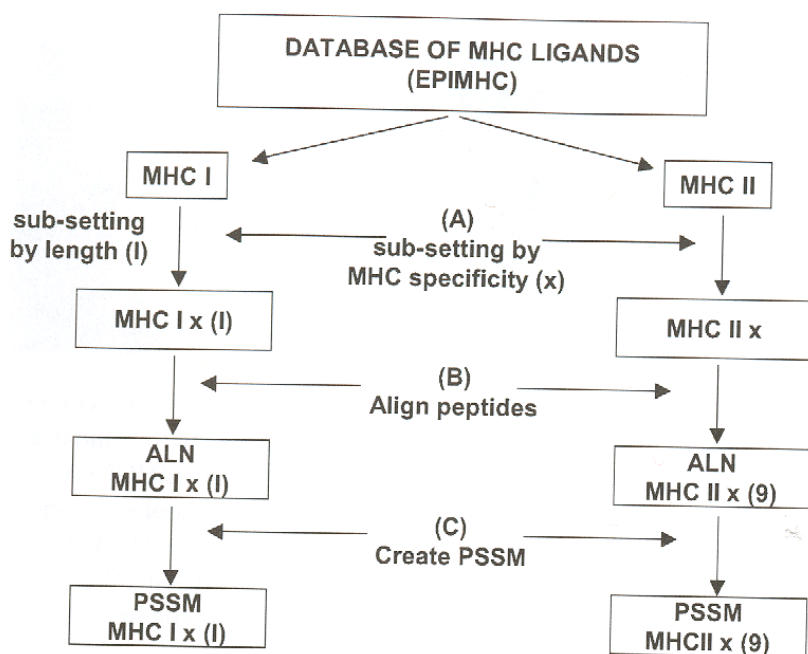 DATABASE OF MHC LIGANDS
(EPIMHC)
MHC I
MHC II
sub-setting
by length (l)
(A)
sub-setting by
MHC specificity (x)
MHC I x (l)
MHC II x
(B)
Align peptides
ALN
MHC I x (l)
ALN
MHC II x (9)
(C)
Create PSSM
PSSM
MHC I x (l)
PSSM
MHCII x (9)